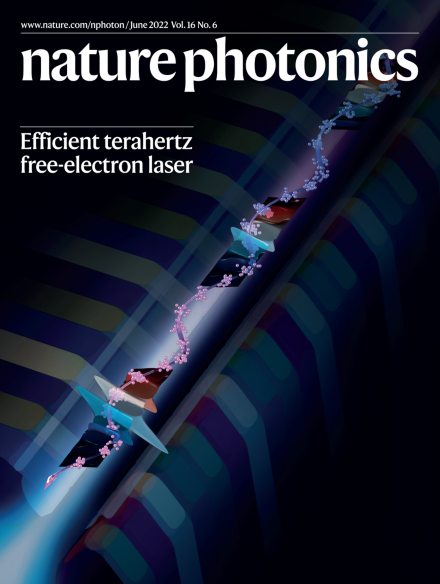 www.nature.com/nphoton / June 2022 Vol. 16 No. 6
nature photonics
Efficient terahertz
free-electron laser